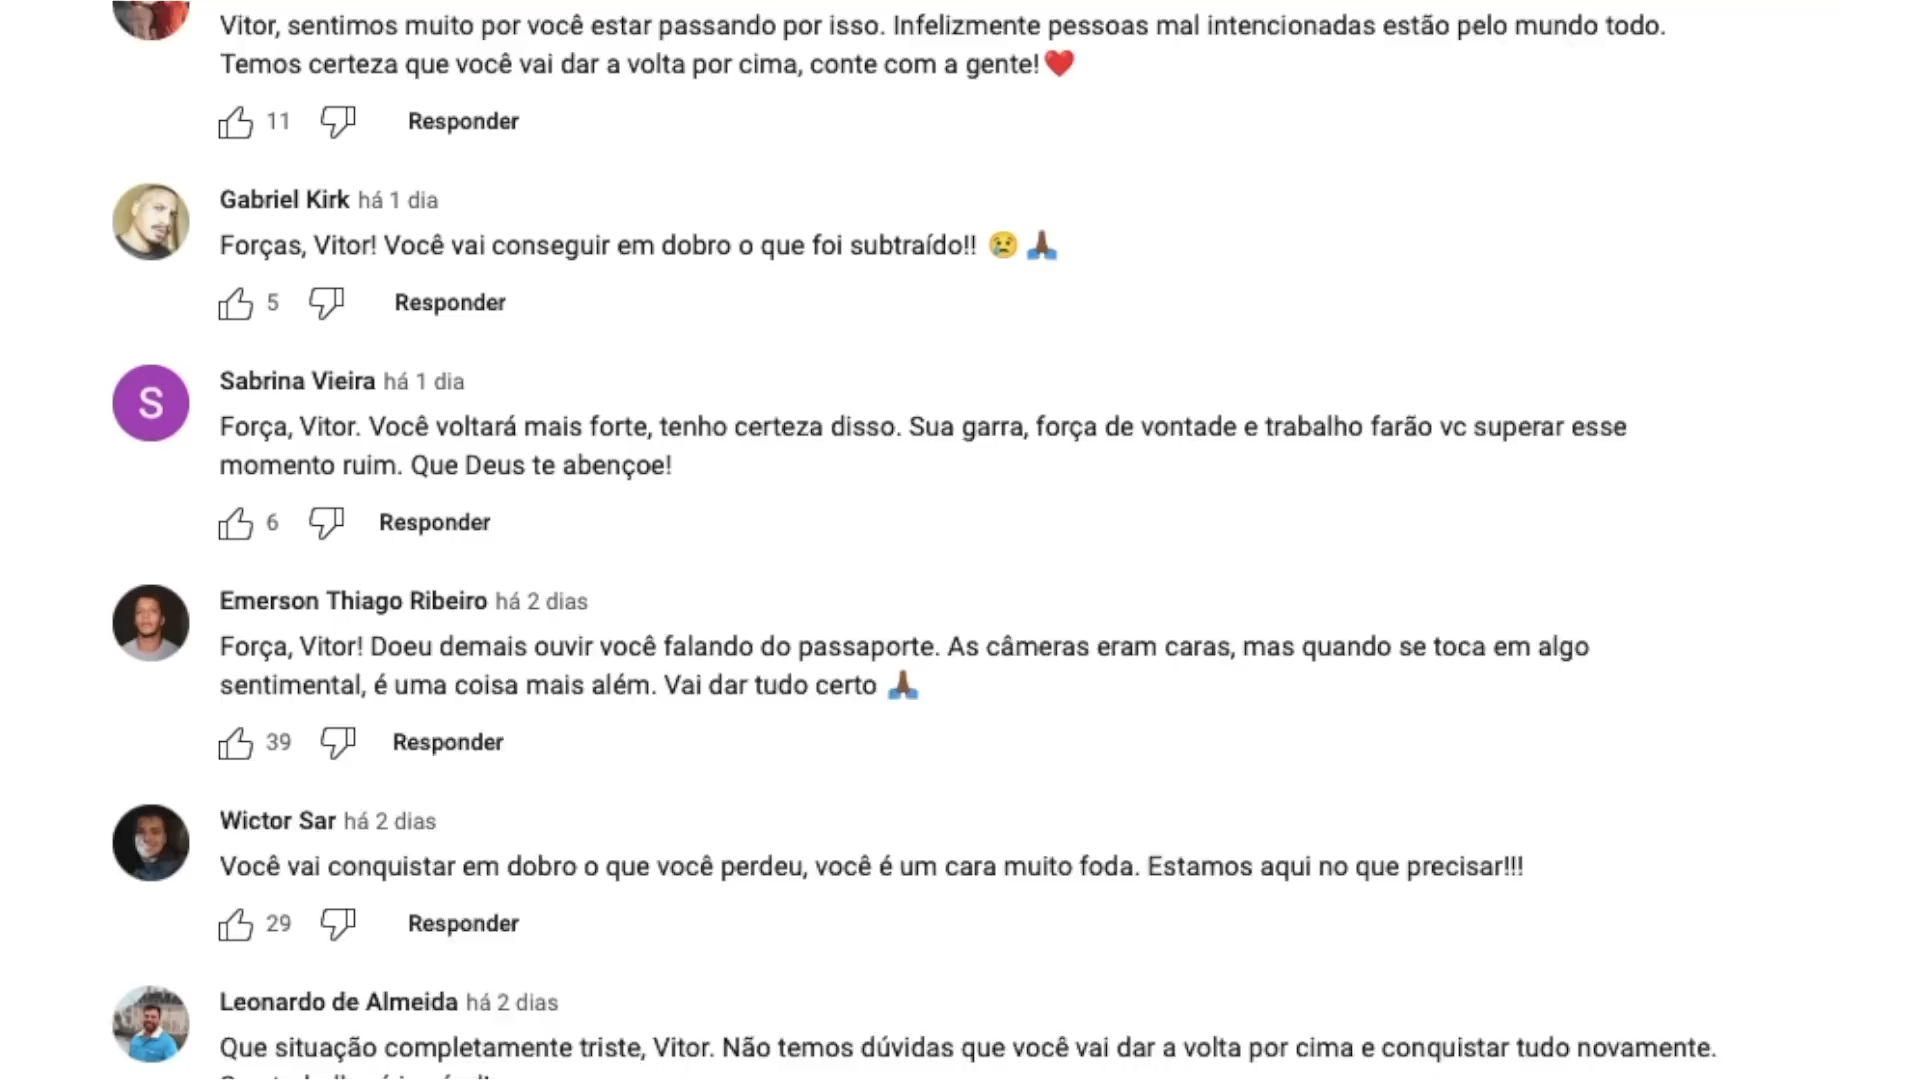 Vitor, sentimos muito por você estar passando por isso. Infelizmente pessoas mal intencionadas estão pelo mundo todo.
Temos certeza que você vai dar a volta por cima, conte com a gente!❤️
11 Responder
Gabriel Kirk há 1 dia
Forças, Vitor! Você vai conseguir em dobro o que foi subtraído!! 😢 🙏🏾
5 Responder
S
Sabrina Vieira há 1 dia
Força, Vitor. Você voltará mais forte, tenho certeza disso. Sua garra, força de vontade e trabalho farão vc superar esse
momento ruim. Que Deus te abençoe!
6 Responder
Emerson Thiago Ribeiro há 2 dias
Força, Vitor! Doeu demais ouvir você falando do passaporte. As câmeras eram caras, mas quando se toca em algo
sentimental, é uma coisa mais além. Vai dar tudo certo 🙏🏾
39 Responder
Wictor Sar há 2 dias
Você vai conquistar em dobro o que você perdeu, você é um cara muito foda. Estamos aqui no que precisar!!!
29 Responder
Leonardo de Almeida há 2 dias
Que situação completamente triste, Vitor. Não temos dúvidas que você vai dar a volta por cima e conquistar tudo novamente.